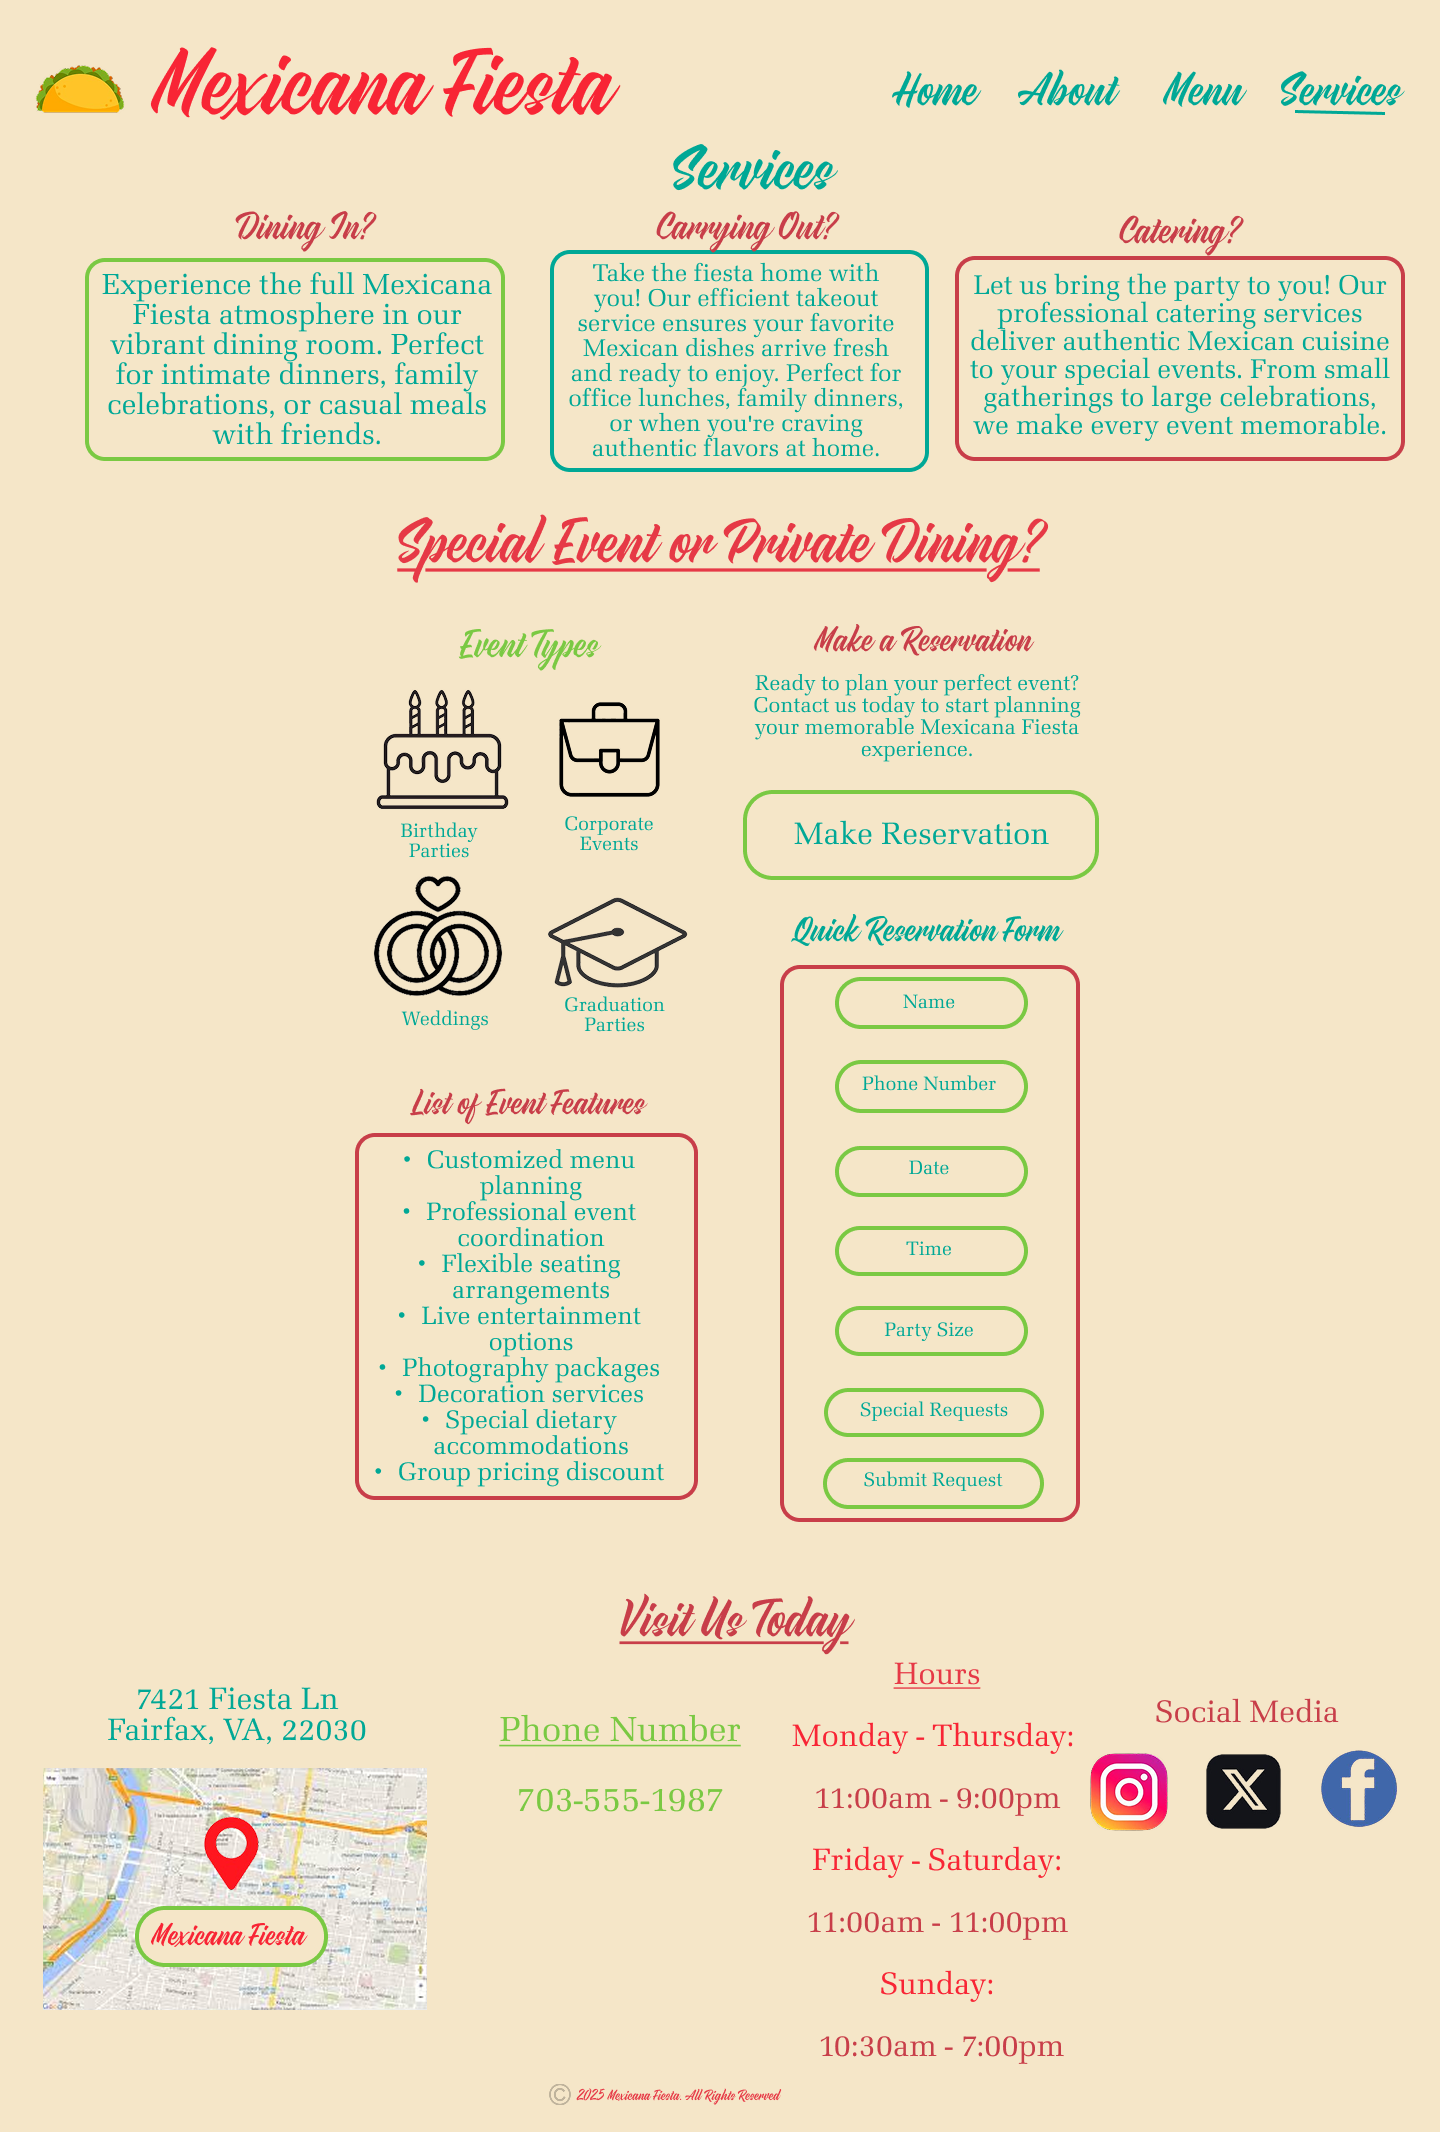 Mexicana Fiesta
Home About Menu Services
Services
Dining In?
Experience the full Mexicana
Fiesta atmosphere in our
vibrant dining room. Perfect
for intimate dinners, family
celebrations, or casual meals
with friends.
Carrying Out?
Take the fiesta home with
you! Our efficient takeout
service ensures your favorite
Mexican dishes arrive fresh
and ready to enjoy. Perfect for
office lunches, family dinners,
or when you're craving
authentic flavors at home.
Catering?
Let us bring the party to you! Our
professional catering services
deliver authentic Mexican cuisine
to your special events. From small
gatherings to large celebrations,
we make every event memorable.
Special Event or Private Dining?
Event Types
Birthday
Parties
Corporate
Events
Weddings
Graduation
Parties
List of Event Features
• Customized menu
planning
• Professional event
coordination
• Flexible seating
arrangements
• Live entertainment
options
• Photography packages
• Decoration services
• Special dietary
accommodations
• Group pricing discount
Make a Reservation
Ready to plan your perfect event?
Contact us today to start planning
your memorable Mexicana Fiesta
experience.
Make Reservation
Quick Reservation Form
Name
Phone Number
Date
Time
Party Size
Special Requests
Submit Request
Visit Us Today
7421 Fiesta Ln
Fairfax, VA, 22030
Mexicana Fiesta
Phone Number
703-555-1987
Hours
Monday - Thursday:
11:00am - 9:00pm
Friday - Saturday:
11:00am - 11:00pm
Sunday:
10:30am - 7:00pm
Social Media
© 2025 Mexicana Fiesta. All Rights Reserved